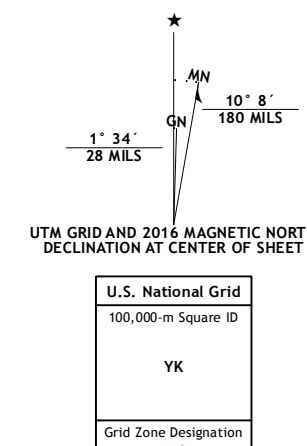 MN
GN
10° 8´
180 MILS
1° 34´
28 MILS
UTM GRID AND 2016 MAGNETIC NORT
DECLINATION AT CENTER OF SHEET
U.S. National Grid
100,000-m Square ID
YK
Grid Zone Designation